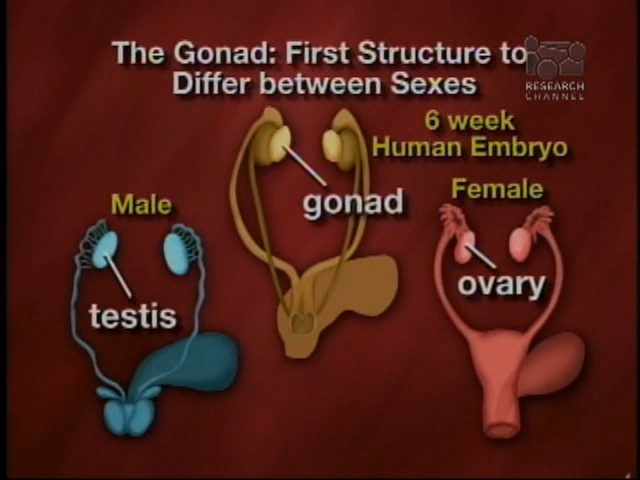 The Gonad: First Structure to
Differ between Sexes
RESEARCH
CHANNEL
6 week
Human Embryo
gonad
Male
testis
Female
ovary